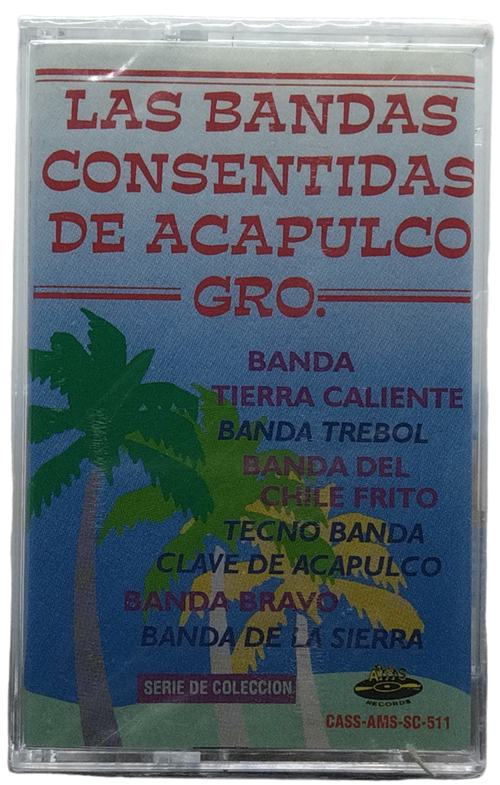 LAS BANDAS
CONSENTIDAS
DE ACAPULCO
GRO.
BANDA
TIERRA CALIENTE
BANDA TREBOL
BANDA DEL
CHILE FRITO
TECNO BANDA
CLAVE DE ACAPULCO
BANDA BRAVO
BANDA DE LA SIERRA
SERIE DE COLECCION
AMS
RECORDS
CASS-AMS-SC-511